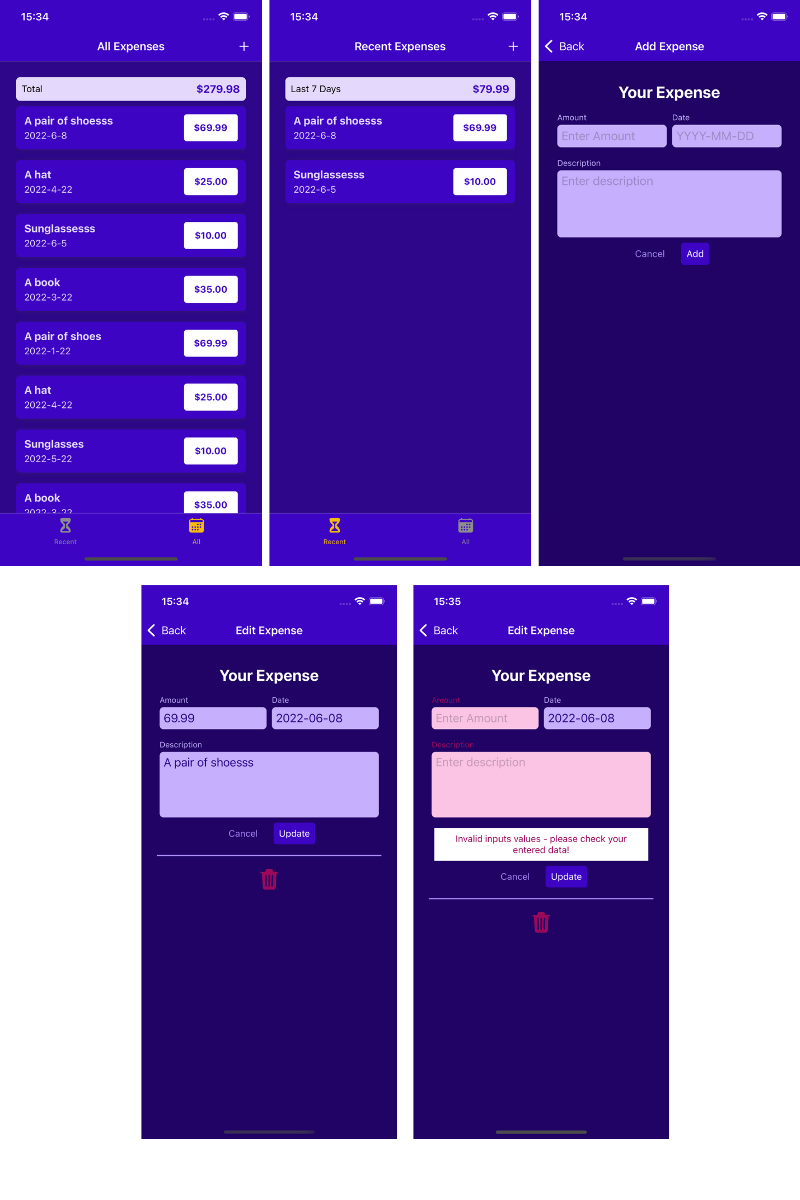 15:34
All Expenses
+
Total $279.98
A pair of shoesss
2022-6-8
$69.99
A hat
2022-4-22
$25.00
Sunglassesss
2022-6-5
$10.00
A book
2022-3-22
$35.00
A pair of shoes
2022-1-22
$69.99
A hat
2022-4-22
$25.00
Sunglasses
2022-5-22
$10.00
A book
2022-3-22
$35.00
Recent
All
15:34
Recent Expenses
+
Last 7 Days $79.99
A pair of shoesss
2022-6-8
$69.99
Sunglassesss
2022-6-5
$10.00
Recent
All
15:34
Back
Add Expense
Your Expense
Amount
Date
Enter Amount
YYYY-MM-DD
Description
Enter description
Cancel
Add
15:34
Back
Edit Expense
Your Expense
Amount
Date
69.99
2022-06-08
Description
A pair of shoesss
Cancel
Update
15:35
Back
Edit Expense
Your Expense
Amount
Date
Enter Amount
2022-06-08
Description
Enter description
Invalid inputs values - please check your
entered data!
Cancel
Update